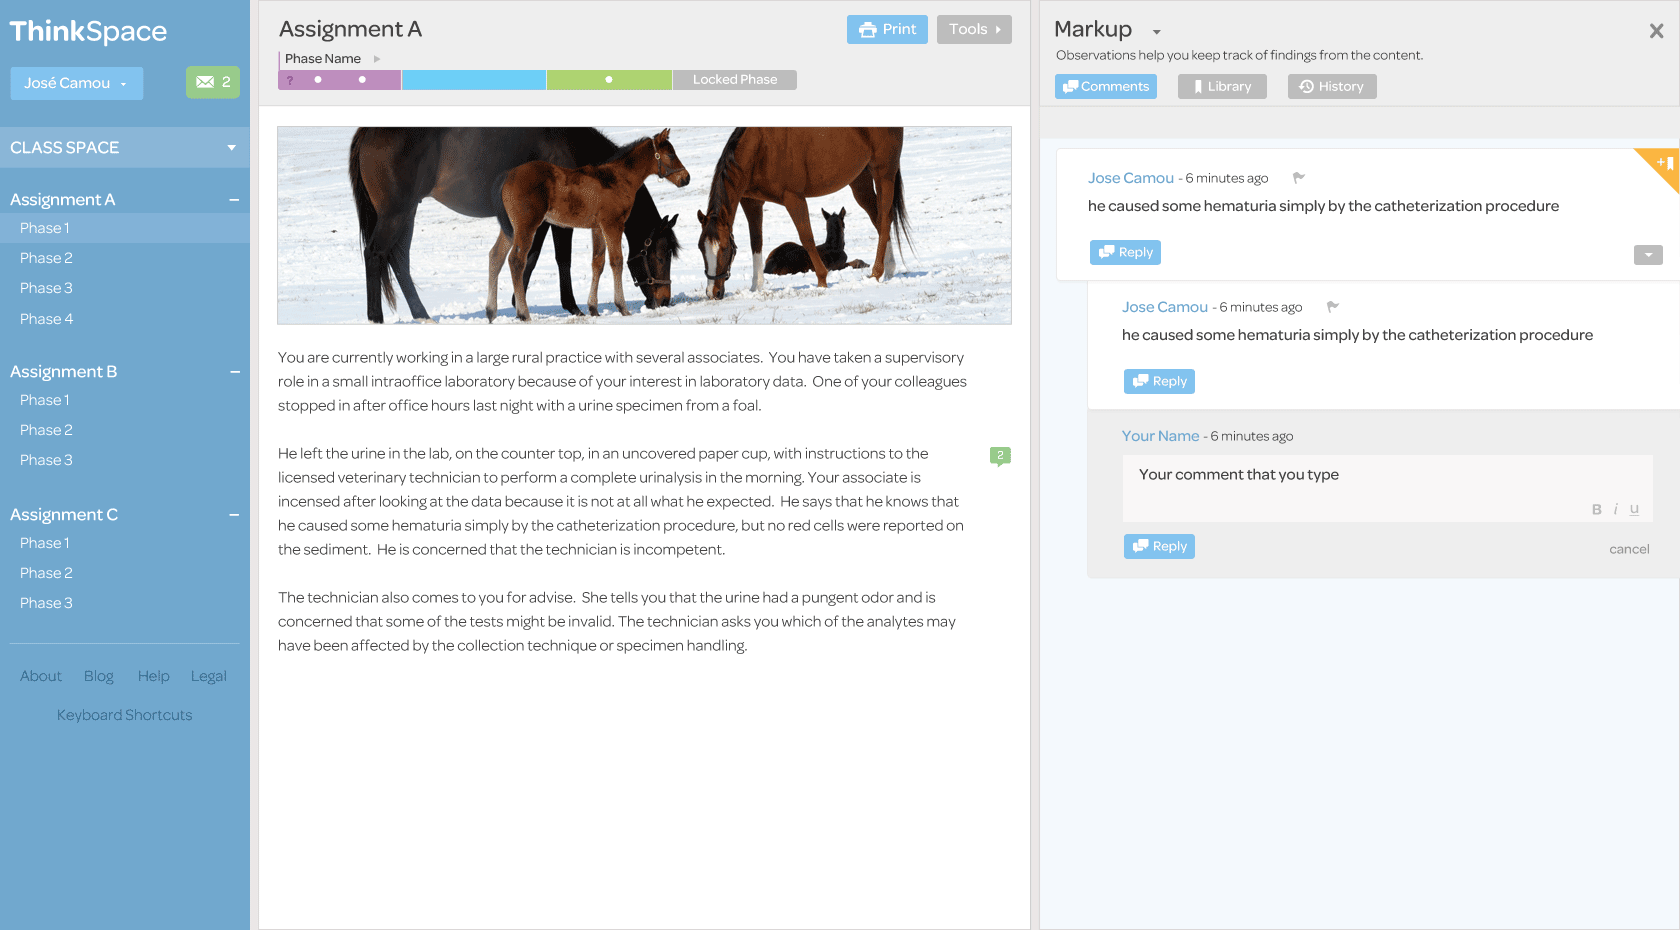 ThinkSpace
José Camou
2
CLASS SPACE
Assignment A
Phase 1
Phase 2
Phase 3
Phase 4
Assignment B
Phase 1
Phase 2
Phase 3
Assignment C
Phase 1
Phase 2
Phase 3
About Blog Help Legal
Keyboard Shortcuts
Assignment A
Print
Tools
Phase Name
?
Locked Phase
You are currently working in a large rural practice with several associates. You have taken a supervisory
role in a small intraoffice laboratory because of your interest in laboratory data. One of your colleagues
stopped in after office hours last night with a urine specimen from a foal.
He left the urine in the lab, on the counter top, in an uncovered paper cup, with instructions to the
licensed veterinary technician to perform a complete urinalysis in the morning. Your associate is
incensed after looking at the data because it is not at all what he expected. He says that he knows that
he caused some hematuria simply by the catheterization procedure, but no red cells were reported on
the sediment. He is concerned that the technician is incompetent.
2
The technician also comes to you for advise. She tells you that the urine had a pungent odor and is
concerned that some of the tests might be invalid. The technician asks you which of the analytes may
have been affected by the collection technique or specimen handling.
Markup
Observations help you keep track of findings from the content.
Comments
Library
History
Jose Camou - 6 minutes ago
he caused some hematuria simply by the catheterization procedure
Reply
Jose Camou - 6 minutes ago
he caused some hematuria simply by the catheterization procedure
Reply
Your Name - 6 minutes ago
Your comment that you type
B i u
Reply
cancel